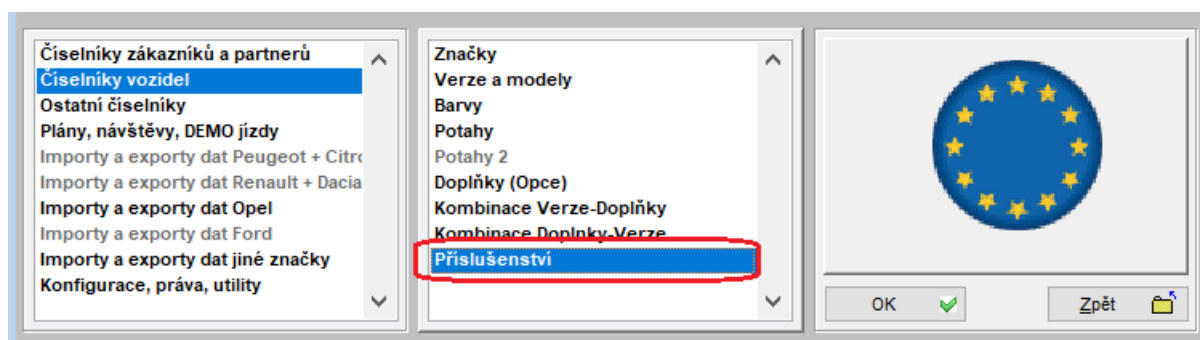 Číselníky zákazníků a partnerů
Číselníky vozidel
Ostatní číselníky
Plány, návštěvy, DEMO jízdy
Importy a exporty dat Peugeot + Citro
Importy a exporty dat Renault + Dacia
Importy a exporty dat Opel
Importy a exporty dat Ford
Importy a exporty dat jiné značky
Konfigurace, práva, utility
Značky
Verze a modely
Barvy
Potahy
Potahy 2
Doplňky (Opce)
Kombinace Verze-Doplňky
Kombinace Doplnky-Verze
Příslušenství
OK
Zpět